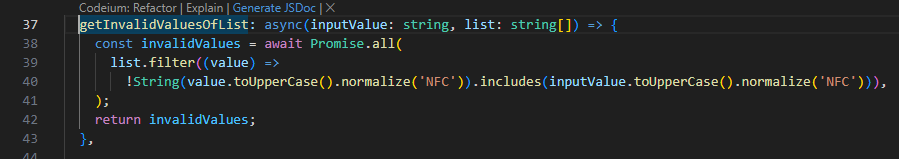 Codeium: Refactor | Explain | Generate JSDoc | X
37 getInvalidValuesOfList: async(inputValue: string, list: string[]) => {
38 const invalidValues = await Promise.all(
39 list.filter((value) =>
40 !String(value.toUpperCase().normalize('NFC')).includes(inputValue.toUpperCase().normalize('NFC'))),
41 );
42 return invalidValues;
43 },
44